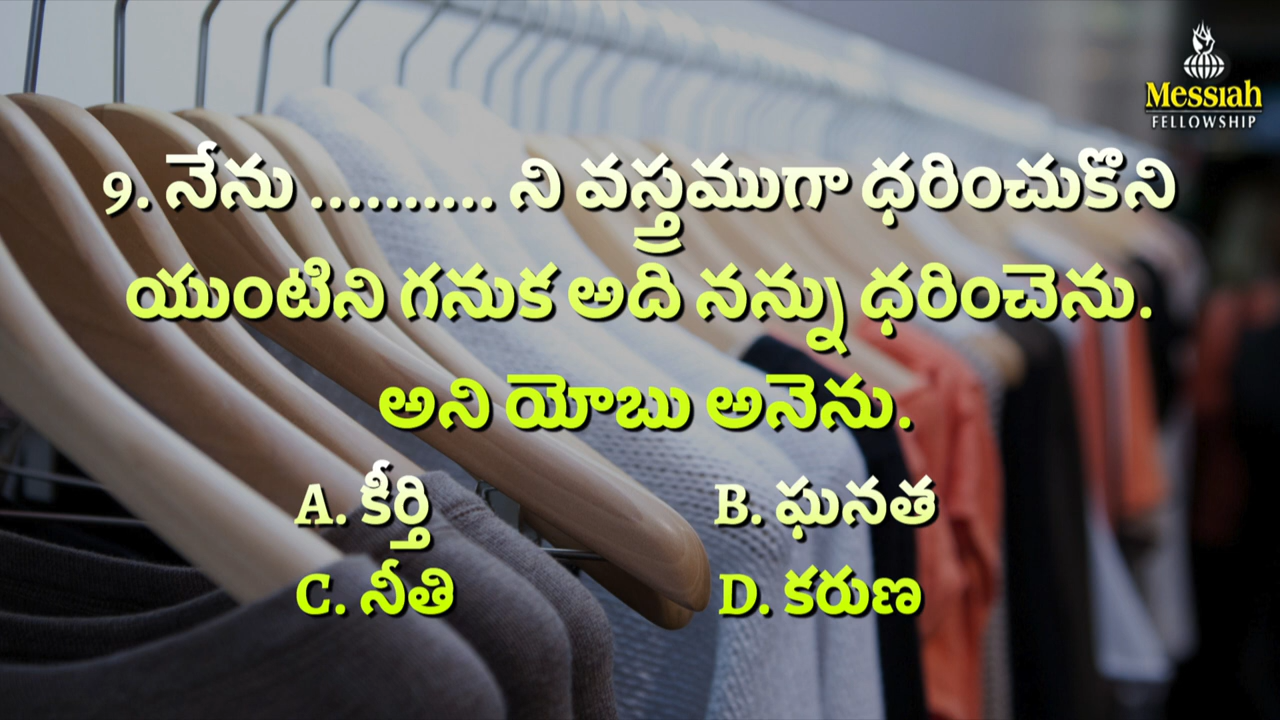 Messiah
FELLOWSHIP
9. నేను .......... ని వస్త్రముగా ధరించుకొని
యుంటిని గనుక అది నన్ను ధరించెను.
అని యోబు అనెను.
A. కీర్తి B. ఘనత
C. నీతి D. కరుణ